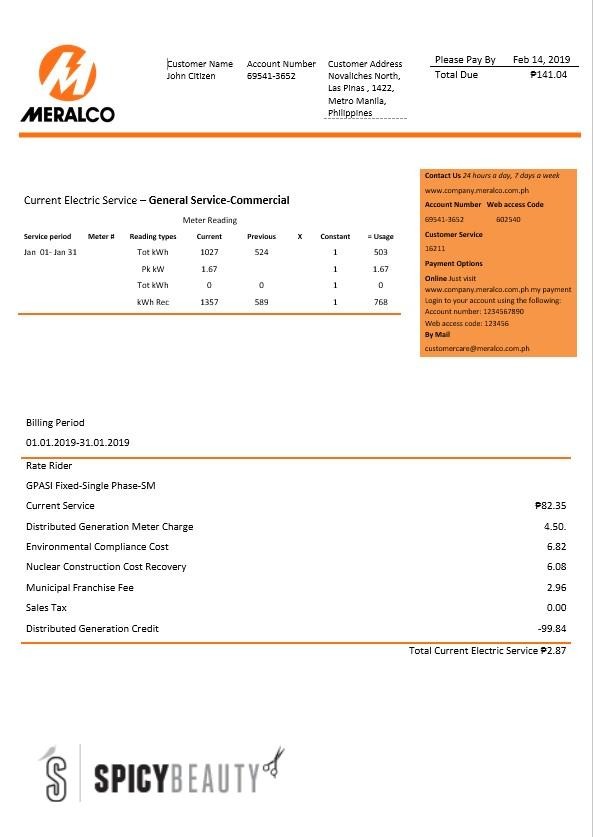 MERALCO
Customer Name Account Number Customer Address
John Citizen 69541-3652 Novaliches North,
Las Pinas , 1422,
Metro Manila,
Philippines
Please Pay By Feb 14, 2019
Total Due ₱141.04
Current Electric Service – General Service-Commercial
Meter Reading
Service period Meter # Reading types Current Previous X Constant = Usage
Jan 01- Jan 31 Tot kWh 1027 524 1 503
Pk kW 1.67 1 1.67
Tot kWh 0 0 1 0
kWh Rec 1357 589 1 768
Contact Us 24 hours a day, 7 days a week
www.company.meralco.com.ph
Account Number Web access Code
69541-3652 602540
Customer Service
16211
Payment Options
Online Just visit
www.company.meralco.com.ph my payment
Login to your account using the following:
Account number: 1234567890
Web access code: 123456
By Mail
customercare@meralco.com.ph
Billing Period
01.01.2019-31.01.2019
Rate Rider
GPASI Fixed-Single Phase-SM
Current Service ₱82.35
Distributed Generation Meter Charge 4.50.
Environmental Compliance Cost 6.82
Nuclear Construction Cost Recovery 6.08
Municipal Franchise Fee 2.96
Sales Tax 0.00
Distributed Generation Credit -99.84
Total Current Electric Service ₱2.87
S SPICYBEAUTY